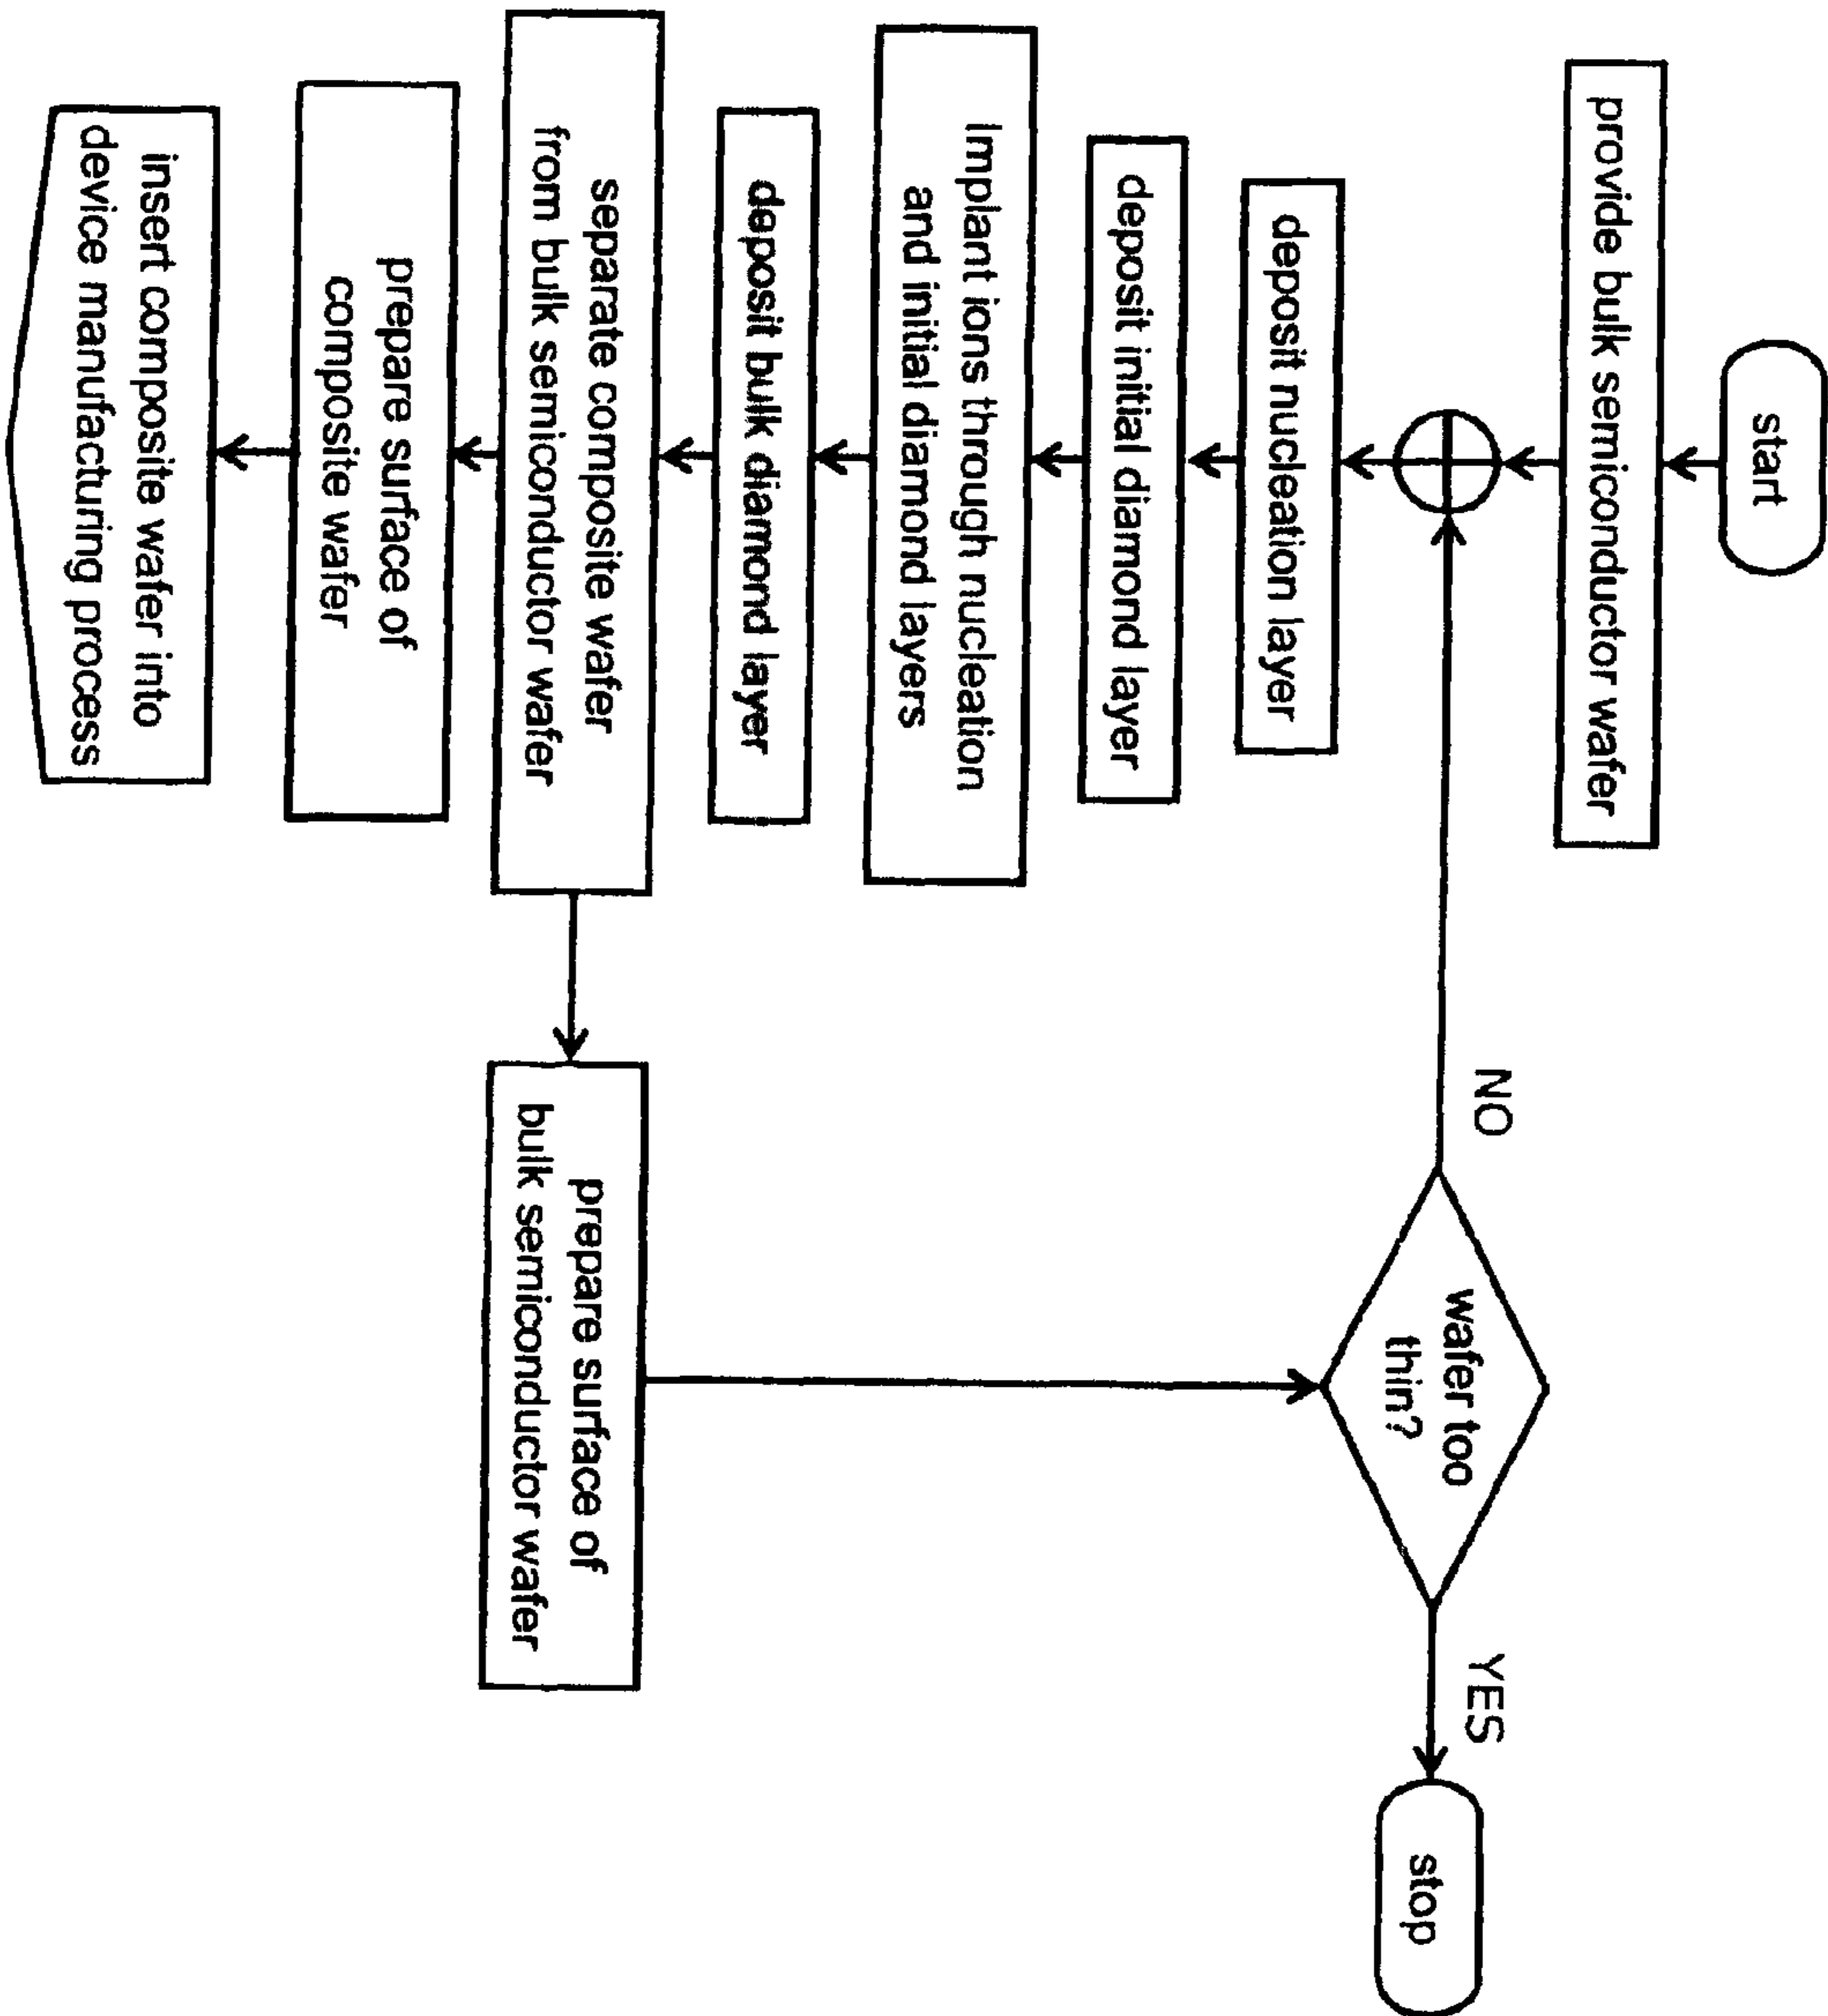 start
provide bulk semiconductor wafer
deposit nucleation layer
deposit initial diamond layer
Implant ions through nucleation
and initial diamond layers
deposit bulk diamond layer
separate composite wafer
from bulk semiconductor wafer
prepare surface of
composite wafer
insert composite wafer into
device manufacturing process
prepare surface of
bulk semiconductor wafer
wafer too
thin?
NO
YES
stop